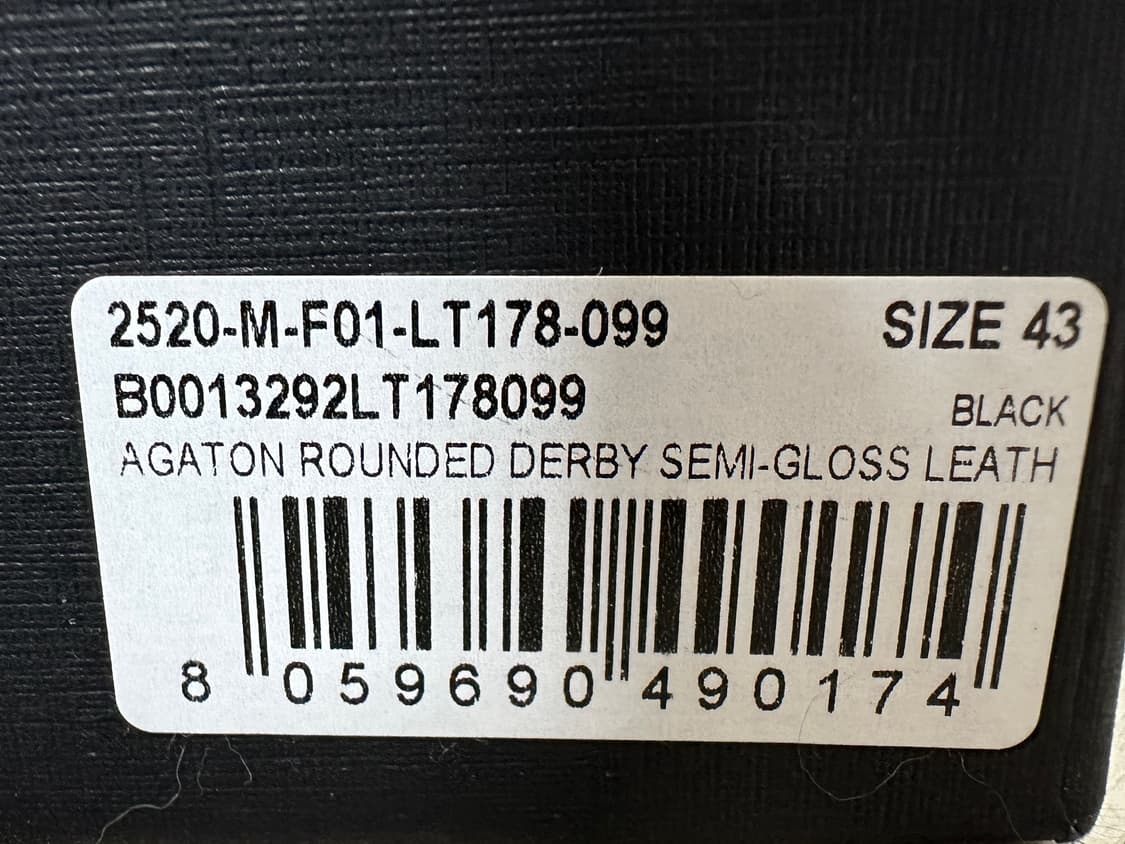 2520-M-F01-LT178-099 SIZE 43
B0013292LT178099 BLACK
AGATON ROUNDED DERBY SEMI-GLOSS LEATH
8 059690 490174